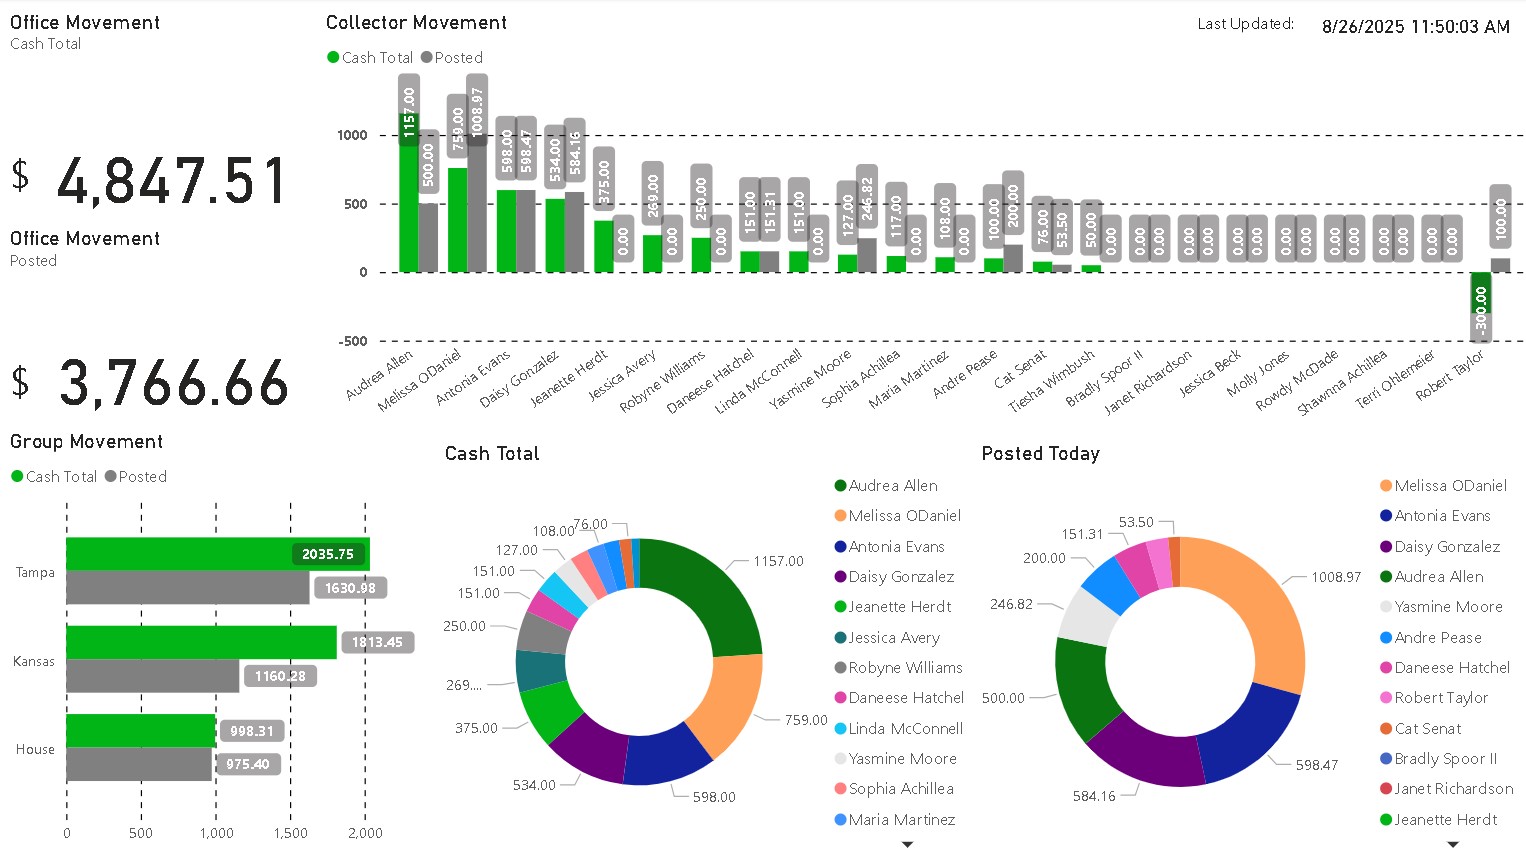 Office Movement
Cash Total
$ 4,847.51
Office Movement
Posted
$ 3,766.66
Collector Movement
Last Updated: 8/26/2025 11:50:03 AM
Cash Total Posted
1000
500
0
-500
1157.00 500.00 759.00 1008.97 598.00 598.47 534.00 584.16 375.00 0.00 269.00 0.00 250.00 0.00 151.00 151.31 151.00 0.00 127.00 246.82 117.00 0.00 108.00 0.00 100.00 200.00 76.00 53.50 50.00 0.00 0.00 0.00 0.00 0.00 0.00 0.00 0.00 0.00 0.00 0.00 0.00 0.00 0.00 0.00 -300.00 100.00
Audrea Allen
Melissa ODaniel
Antonia Evans
Daisy Gonzalez
Jeanette Herdt
Jessica Avery
Robyne Williams
Daneese Hatchel
Linda McConnell
Yasmine Moore
Sophia Achillea
Maria Martinez
Andre Pease
Cat Senat
Tiesha Wimbush
Bradly Spoor II
Janet Richardson
Jessica Beck
Molly Jones
Rowdy McDade
Shawnna Achillea
Terri Ohlemeier
Robert Taylor
Group Movement
Cash Total Posted
Tampa
2035.75
1630.98
Kansas
1813.45
1160.28
House
998.31
975.40
0 500 1,000 1,500 2,000
Cash Total
1157.00
759.00
598.00
534.00
375.00
269....
250.00
151.00
151.00
127.00
108.00
76.00
Audrea Allen
Melissa ODaniel
Antonia Evans
Daisy Gonzalez
Jeanette Herdt
Jessica Avery
Robyne Williams
Daneese Hatchel
Linda McConnell
Yasmine Moore
Sophia Achillea
Maria Martinez
Posted Today
1008.97
598.47
584.16
500.00
246.82
200.00
151.31
53.50
Melissa ODaniel
Antonia Evans
Daisy Gonzalez
Audrea Allen
Yasmine Moore
Andre Pease
Daneese Hatchel
Robert Taylor
Cat Senat
Bradly Spoor II
Janet Richardson
Jeanette Herdt